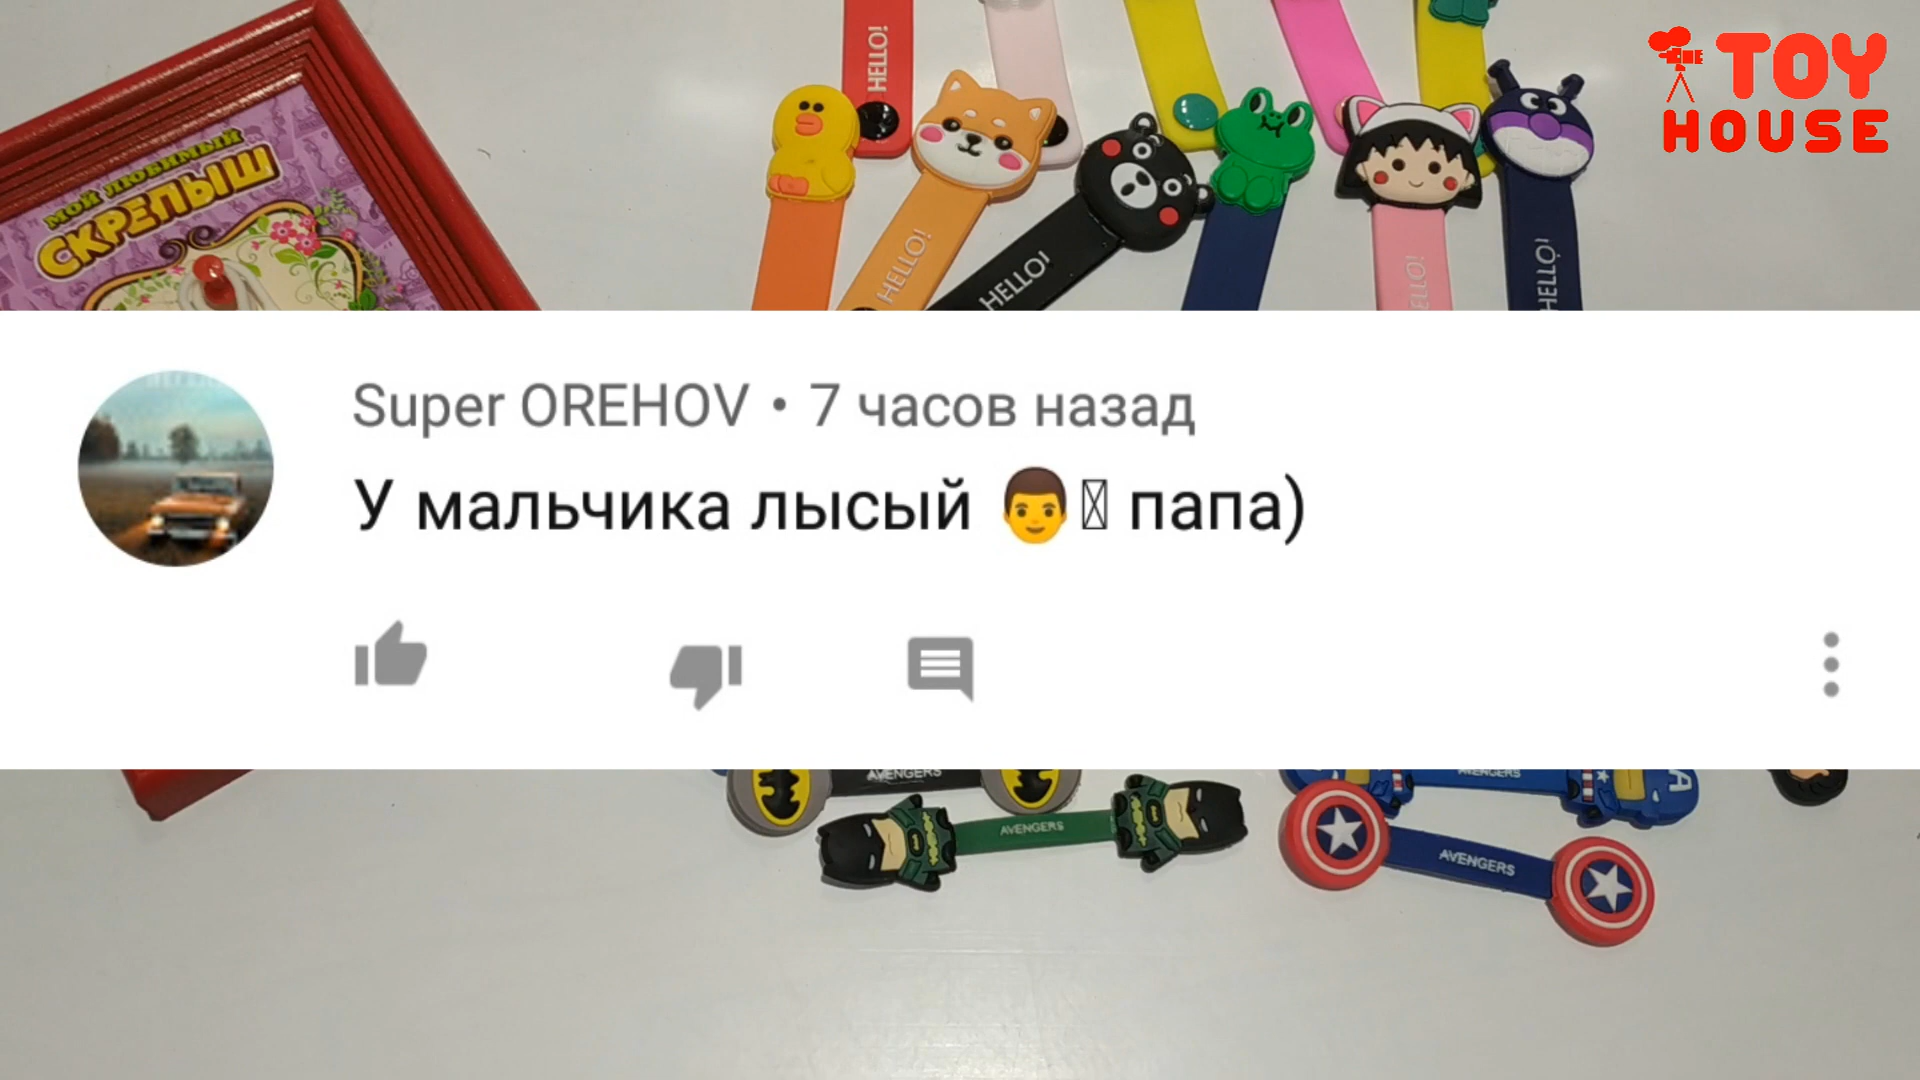 TOY
HOUSE
HELLO!
МОЙ ЛЮБИМЫЙ
СКРЕПЫШ
HELLO!
HELLO!
ELLO!
HELLO!
Super OREHOV • 7 часов назад
У мальчика лысый 👨 папа)
AVENGERS
AVENGERS
AVENGERS
AVENGERS
A